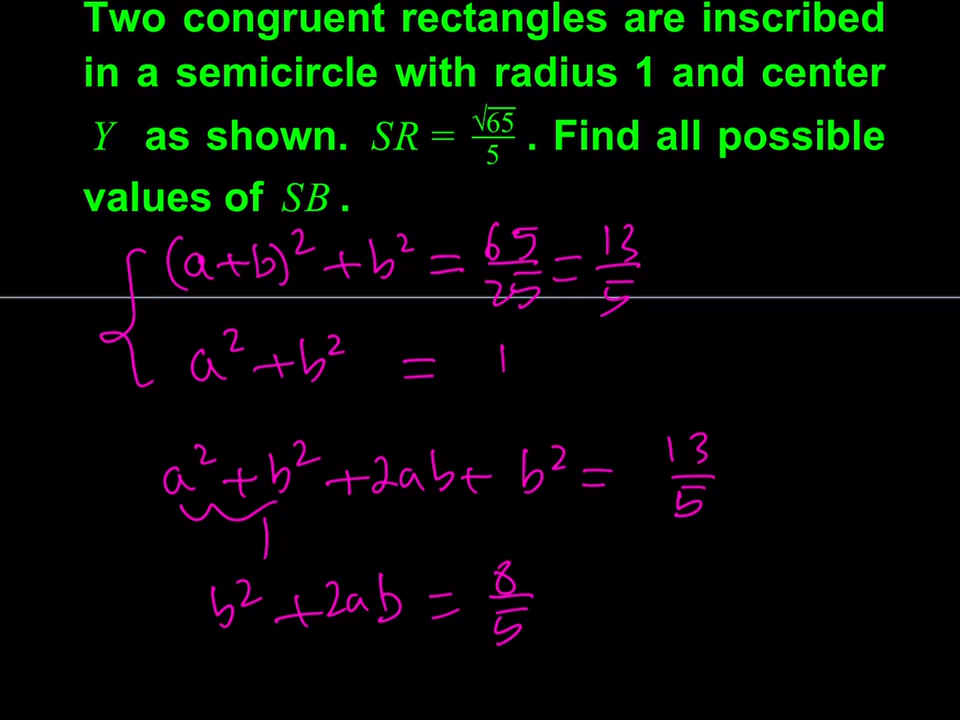 Two congruent rectangles are inscribed
in a semicircle with radius 1 and center
Y as shown. SR = √65/5 . Find all possible
values of SB .
(a+b)² + b² = 65/25 = 13/5
a² + b² = 1
a² + b² + 2ab + b² = 13/5
1
b² + 2ab = 8/5